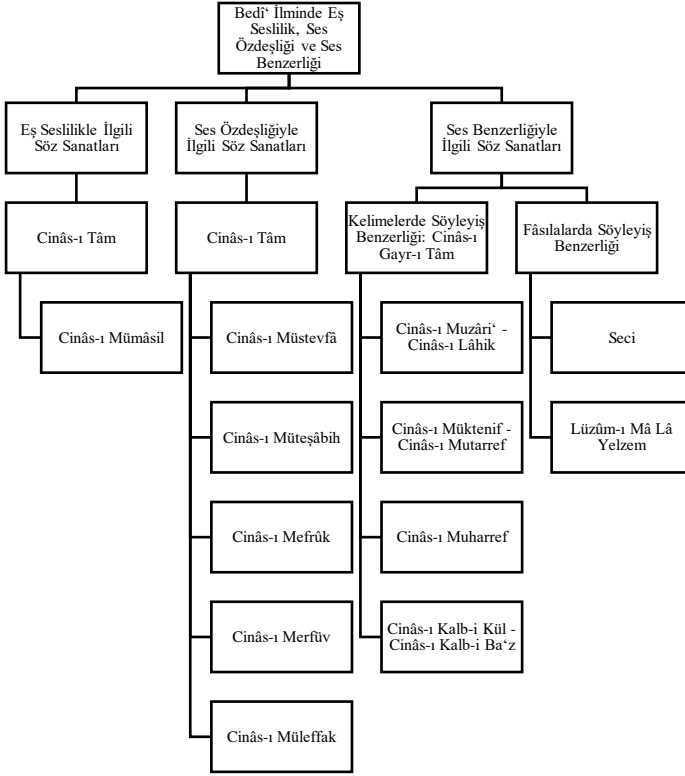 Bedî‘ İlminde Eş
Seslilik, Ses
Özdeşliği ve Ses
Benzerliği
Eş Seslilikle İlgili
Söz Sanatları
Cinâs-ı Tâm
Cinâs-ı Mümâsil
Ses Özdeşliğiyle
İlgili Söz Sanatları
Cinâs-ı Tâm
Cinâs-ı Müstevfâ
Cinâs-ı Müteşâbih
Cinâs-ı Mefrûk
Cinâs-ı Merfüv
Cinâs-ı Müleffak
Ses Benzerliğiyle
İlgili Söz Sanatları
Kelimelerde Söyleyiş
Benzerliği: Cinâs-ı
Gayr-ı Tâm
Cinâs-ı Muzâri‘ -
Cinâs-ı Lâhik
Cinâs-ı Müktenif -
Cinâs-ı Mutarref
Cinâs-ı Muharref
Cinâs-ı Kalb-i Kül -
Cinâs-ı Kalb-i Ba‘z
Fâsılalarda Söyleyiş
Benzerliği
Seci
Lüzûm-ı Mâ Lâ
Yelzem